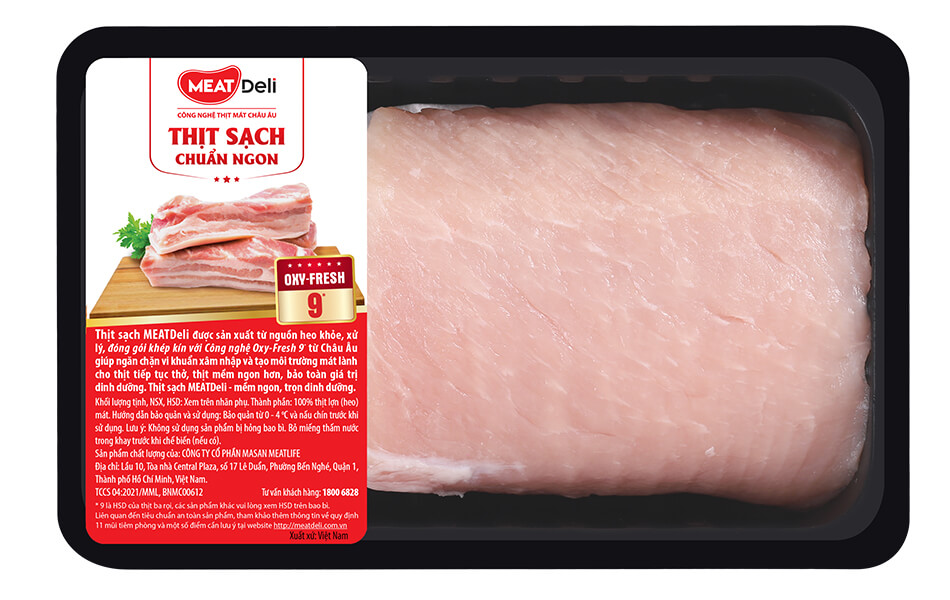 MEAT Deli
CÔNG NGHỆ THỊT MÁT CHÂU ÂU
THỊT SẠCH
CHUẨN NGON
OXY-FRESH
9*
Thịt sạch MEATDeli được sản xuất từ nguồn heo khỏe, xử
lý, đóng gói khép kín với Công nghệ Oxy-Fresh 9* từ Châu Âu
giúp ngăn chặn vi khuẩn xâm nhập và tạo môi trường mát lành
cho thịt tiếp tục thở, thịt mềm ngon hơn, bảo toàn giá trị
dinh dưỡng. Thịt sạch MEATDeli - mềm ngon, trọn dinh dưỡng.
Khối lượng tịnh, NSX, HSD: Xem trên nhãn phụ. Thành phần: 100% thịt lợn (heo)
mát. Hướng dẫn bảo quản và sử dụng: Bảo quản từ 0 - 4 ºC và nấu chín trước khi
sử dụng. Lưu ý: Không sử dụng sản phẩm bị hỏng bao bì. Bỏ miếng thấm nước
trong khay trước khi chế biến (nếu có).
Sản phẩm chất lượng của: CÔNG TY CỔ PHẦN MASAN MEATLIFE
Địa chỉ: Lầu 10, Tòa nhà Central Plaza, số 17 Lê Duẩn, Phường Bến Nghé, Quận 1,
Thành phố Hồ Chí Minh, Việt Nam.
TCCS 04:2021/MML, BNMC00612 Tư vấn khách hàng: 1800 6828
* 9 là HSD của thịt ba rọi, các sản phẩm khác vui lòng xem HSD trên bao bì.
Liên quan đến tiêu chuẩn an toàn sản phẩm, tham khảo thêm thông tin về quy định
11 mũi tiêm phòng và một số điểm cần lưu ý tại website http://meatdeli.com.vn
Xuất xứ: Việt Nam